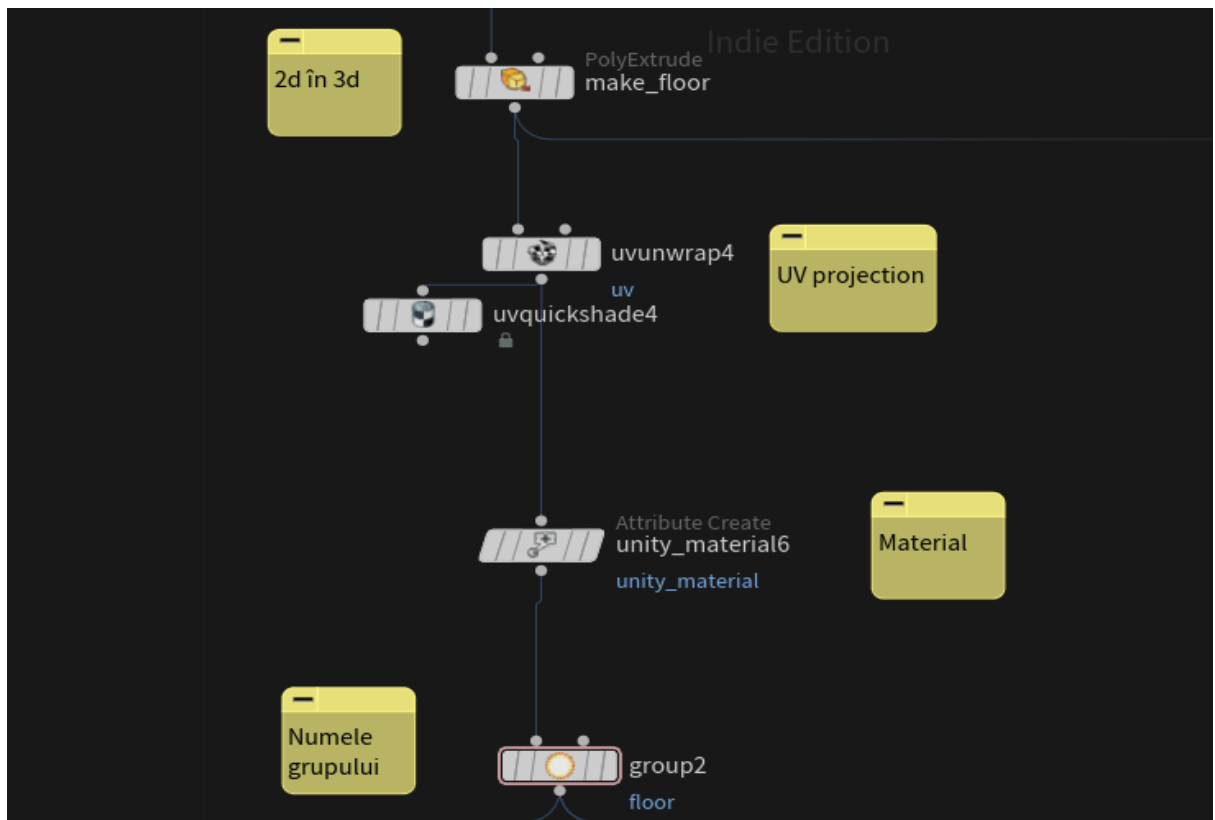 Indie Edition
2d în 3d
PolyExtrude
make_floor
uvunwrap4
uv
UV projection
uvquickshade4
Attribute Create
unity_material6
unity_material
Material
Numele
grupului
group2
floor